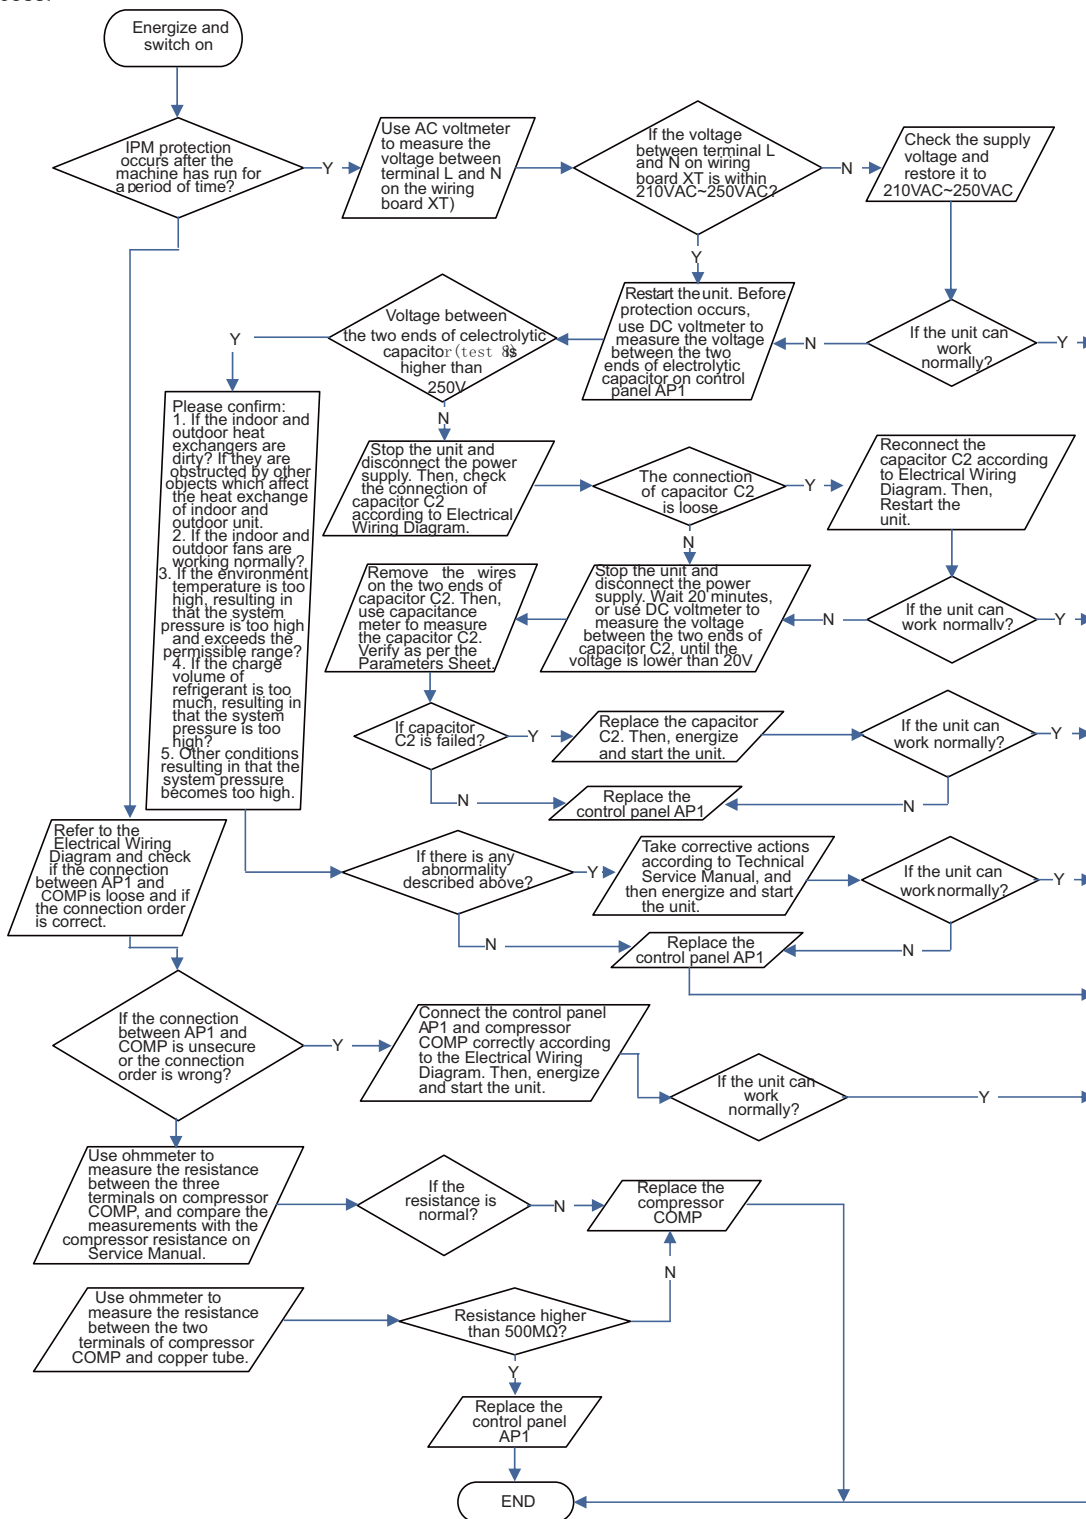 Energize and
switch on
IPM protection
occurs after the
machine has run for
a period of time?
Y
Use AC voltmeter
to measure the
voltage between
terminal L and N
on the wiring
board XT)
If the voltage
between terminal L
and N on wiring
board XT is within
210VAC~250VAC?
N
Check the supply
voltage and
restore it to
210VAC~250VAC
Y
Restart the unit. Before
protection occurs,
use DC voltmeter to
measure the voltage
between the two
ends of electrolytic
capacitor on control
panel AP1
N
If the unit can
work
normally?
Y
Voltage between
the two ends of celectrolytic
capacitor(test 8) is
higher than
250V
Y
N
Please confirm:
1. If the indoor and
outdoor heat
exchangers are
dirty? If they are
obstructed by other
objects which affect
the heat exchange
of indoor and
outdoor unit.
2. If the indoor and
outdoor fans are
working normally?
3. If the environment
temperature is too
high, resulting in
that the system
pressure is too high
and exceeds the
permissible range?
4. If the charge
volume of
refrigerant is too
much, resulting in
that the system
pressure is too
high?
5. Other conditions
resulting in that the
system pressure
becomes too high.
Stop the unit and
disconnect the power
supply. Then, check
the connection of
capacitor C2
according to Electrical
Wiring Diagram.
The connection
of capacitor C2
is loose
Y
Reconnect the
capacitor C2 according
to Electrical Wiring
Diagram. Then,
Restart the
unit.
N
Remove the wires
on the two ends of
capacitor C2. Then,
use capacitance
meter to measure
the capacitor C2.
Verify as per the
Parameters Sheet.
Stop the unit and
disconnect the power
supply. Wait 20 minutes,
or use DC voltmeter to
measure the voltage
between the two ends of
capacitor C2, until the
voltage is lower than 20V
N
If the unit can
work normally?
Y
If capacitor
C2 is failed?
Y
Replace the capacitor
C2. Then, energize
and start the unit.
If the unit can
work normally?
Y
N
Replace the
control panel AP1
N
Refer to the
Electrical Wiring
Diagram and check
if the connection
between AP1 and
COMP is loose and if
the connection order
is correct.
If there is any
abnormality
described above?
Y
Take corrective actions
according to Technical
Service Manual, and
then energize and start
the unit.
If the unit can
work normally?
Y
N
Replace the
control panel AP1
N
If the connection
between AP1 and
COMP is unsecure
or the connection
order is wrong?
Y
Connect the control panel
AP1 and compressor
COMP correctly according
to the Electrical Wiring
Diagram. Then, energize
and start the unit.
If the unit can
work
normally?
Y
Use ohmmeter to
measure the resistance
between the three
terminals on compressor
COMP, and compare the
measurements with the
compressor resistance on
Service Manual.
If the
resistance is
normal?
N
Replace the
compressor
COMP
N
Use ohmmeter to
measure the resistance
between the two
terminals of compressor
COMP and copper tube.
Resistance higher
than 500MΩ?
Y
Replace the
control panel
AP1
END